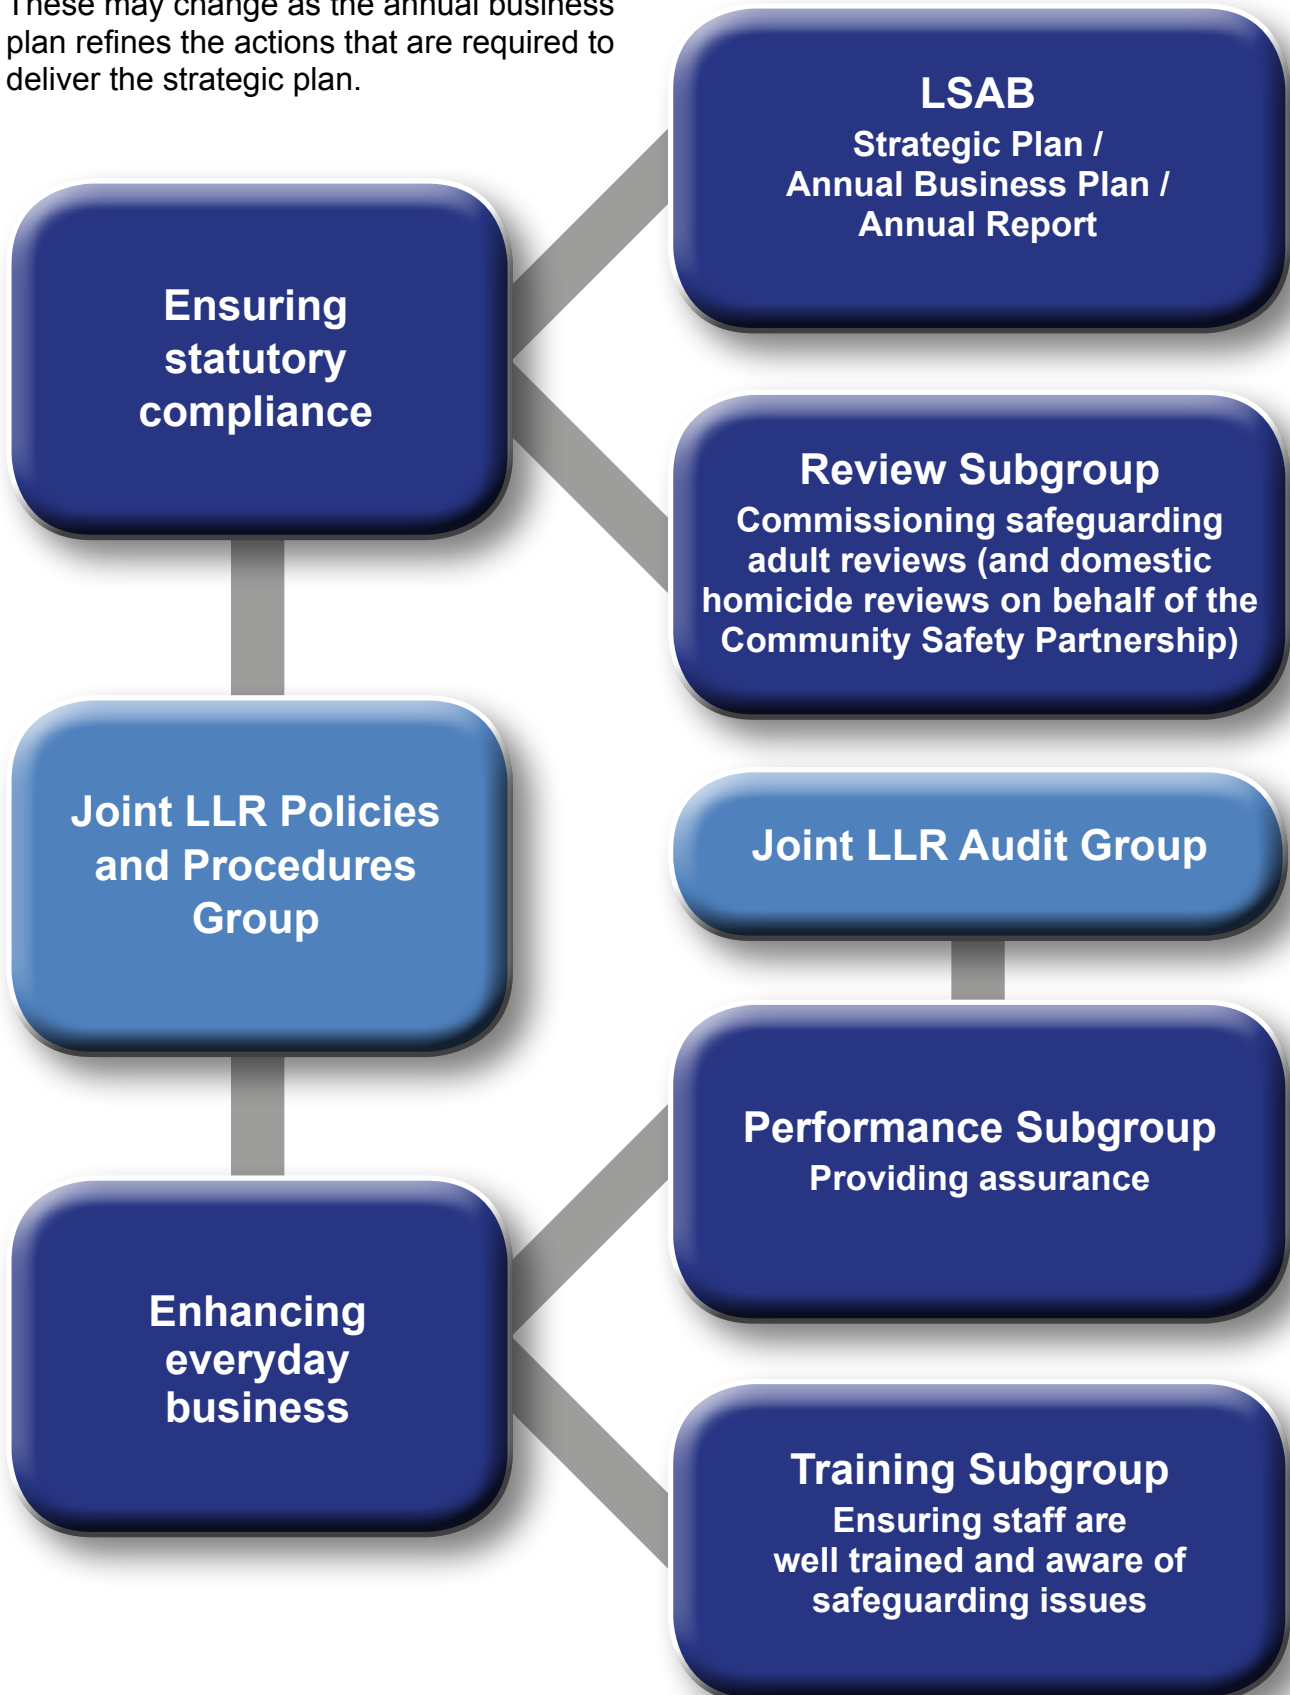 These may change as the annual business
plan refines the actions that are required to
deliver the strategic plan.
LSAB
Strategic Plan /
Annual Business Plan /
Annual Report
Ensuring
statutory
compliance
Review Subgroup
Commissioning safeguarding
adult reviews (and domestic
homicide reviews on behalf of the
Community Safety Partnership)
Joint LLR Policies
and Procedures
Group
Joint LLR Audit Group
Performance Subgroup
Providing assurance
Enhancing
everyday
business
Training Subgroup
Ensuring staff are
well trained and aware of
safeguarding issues